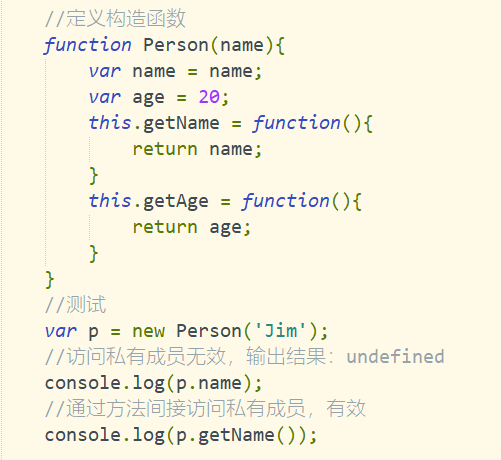 //定义构造函数
function Person(name){
    var name = name;
    var age = 20;
    this.getName = function(){
        return name;
    }
    this.getAge = function(){
        return age;
    }
}
//测试
var p = new Person('Jim');
//访问私有成员无效，输出结果：undefined
console.log(p.name);
//通过方法间接访问私有成员，有效
console.log(p.getName());